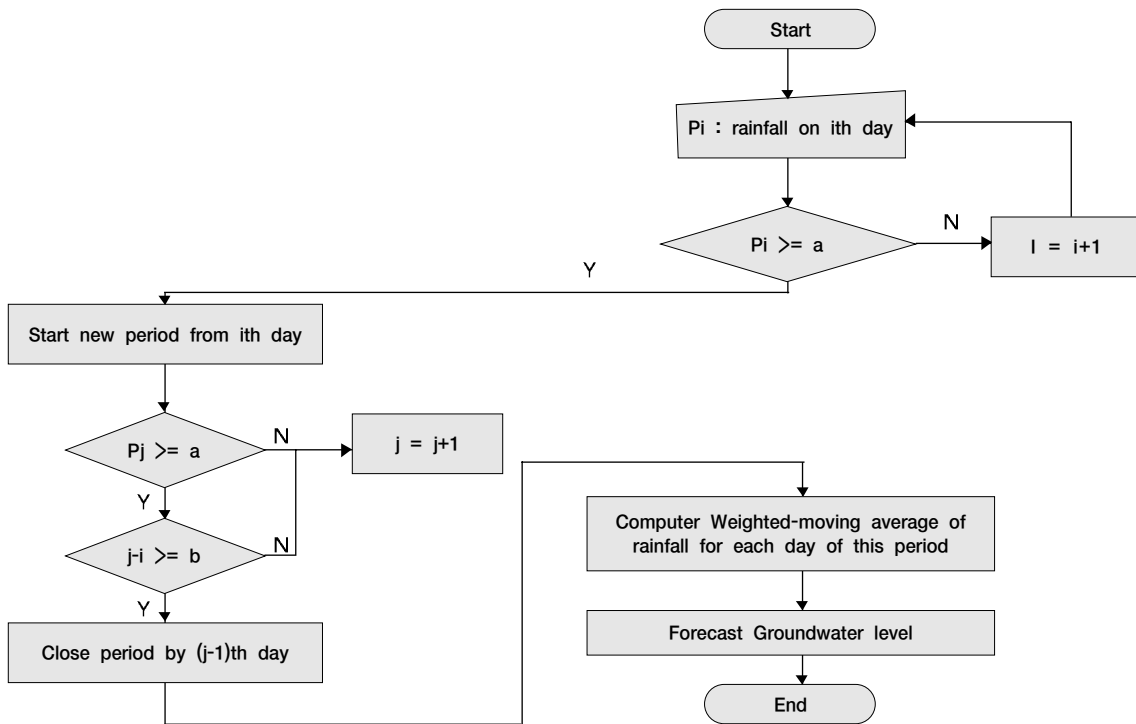 Start
Pi : rainfall on ith day
Pi >= a
N
I = i+1
Y
Start new period from ith day
Pj >= a
N
j = j+1
Y
j-i >= b
N
Y
Close period by (j-1)th day
Computer Weighted-moving average of
rainfall for each day of this period
Forecast Groundwater level
End